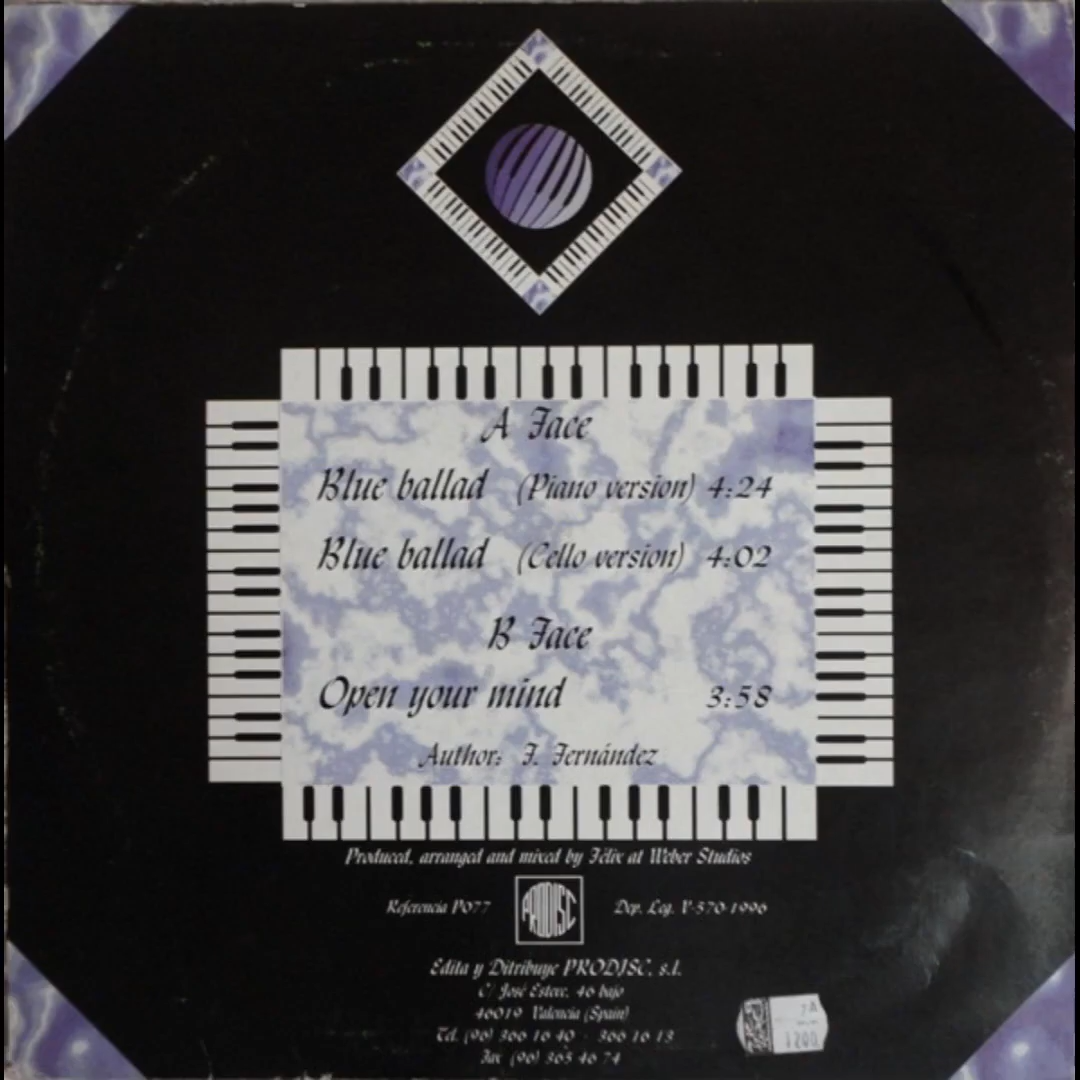 A Face
Blue ballad (Piano version) 4:24
Blue ballad (Cello version) 4:02
B Face
Open your mind 3:58
Author: F. Fernández
Produced, arranged and mixed by Félix at Weber Studios
Referencia P077 PRODISC Dep. Leg. V-570-1996
Edita y Ditribuye PRODISC, s.l.
C/ José Esteve, 46 bajo
46019 Valencia (Spain)
Tel. (96) 366 16 40 - 366 16 13
Fax (96) 365 46 74
1200